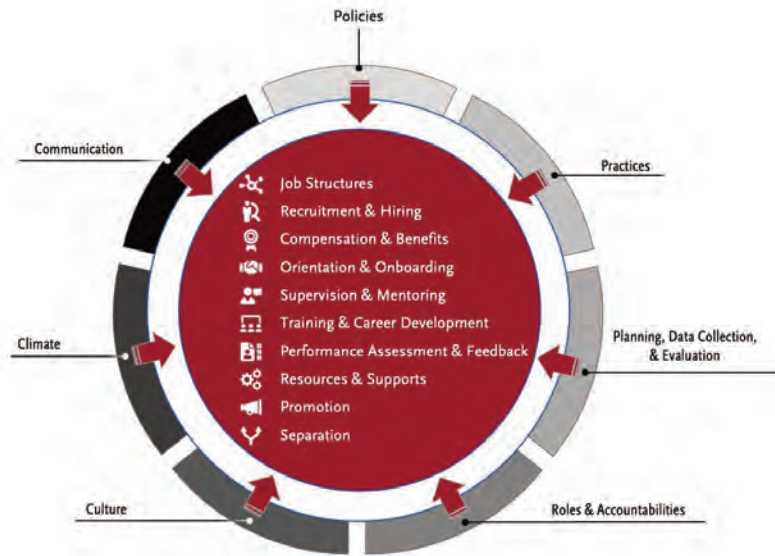 Policies
Communication
Practices
Job Structures
Recruitment & Hiring
Compensation & Benefits
Orientation & Onboarding
Supervision & Mentoring
Training & Career Development
Performance Assessment & Feedback
Resources & Supports
Promotion
Separation
Climate
Planning, Data Collection,
& Evaluation
Culture
Roles & Accountabilities